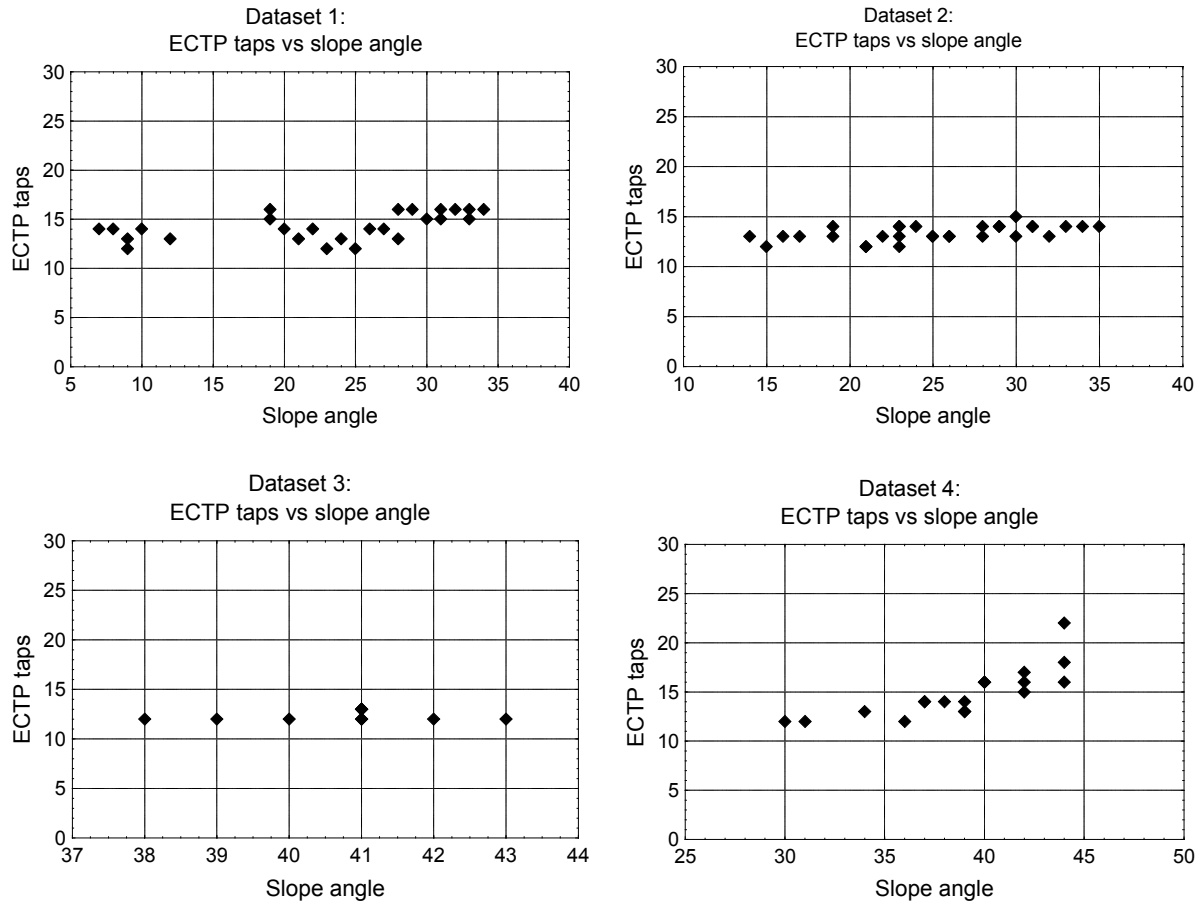 Dataset 1:
ECTP taps vs slope angle
30
25
20
15
10
5
0
ECTP taps
5 10 15 20 25 30 35 40
Slope angle
Dataset 2:
ECTP taps vs slope angle
30
25
20
15
10
5
0
ECTP taps
10 15 20 25 30 35 40
Slope angle
Dataset 3:
ECTP taps vs slope angle
30
25
20
15
10
5
0
ECTP taps
37 38 39 40 41 42 43 44
Slope angle
Dataset 4:
ECTP taps vs slope angle
30
25
20
15
10
5
0
ECTP taps
25 30 35 40 45 50
Slope angle